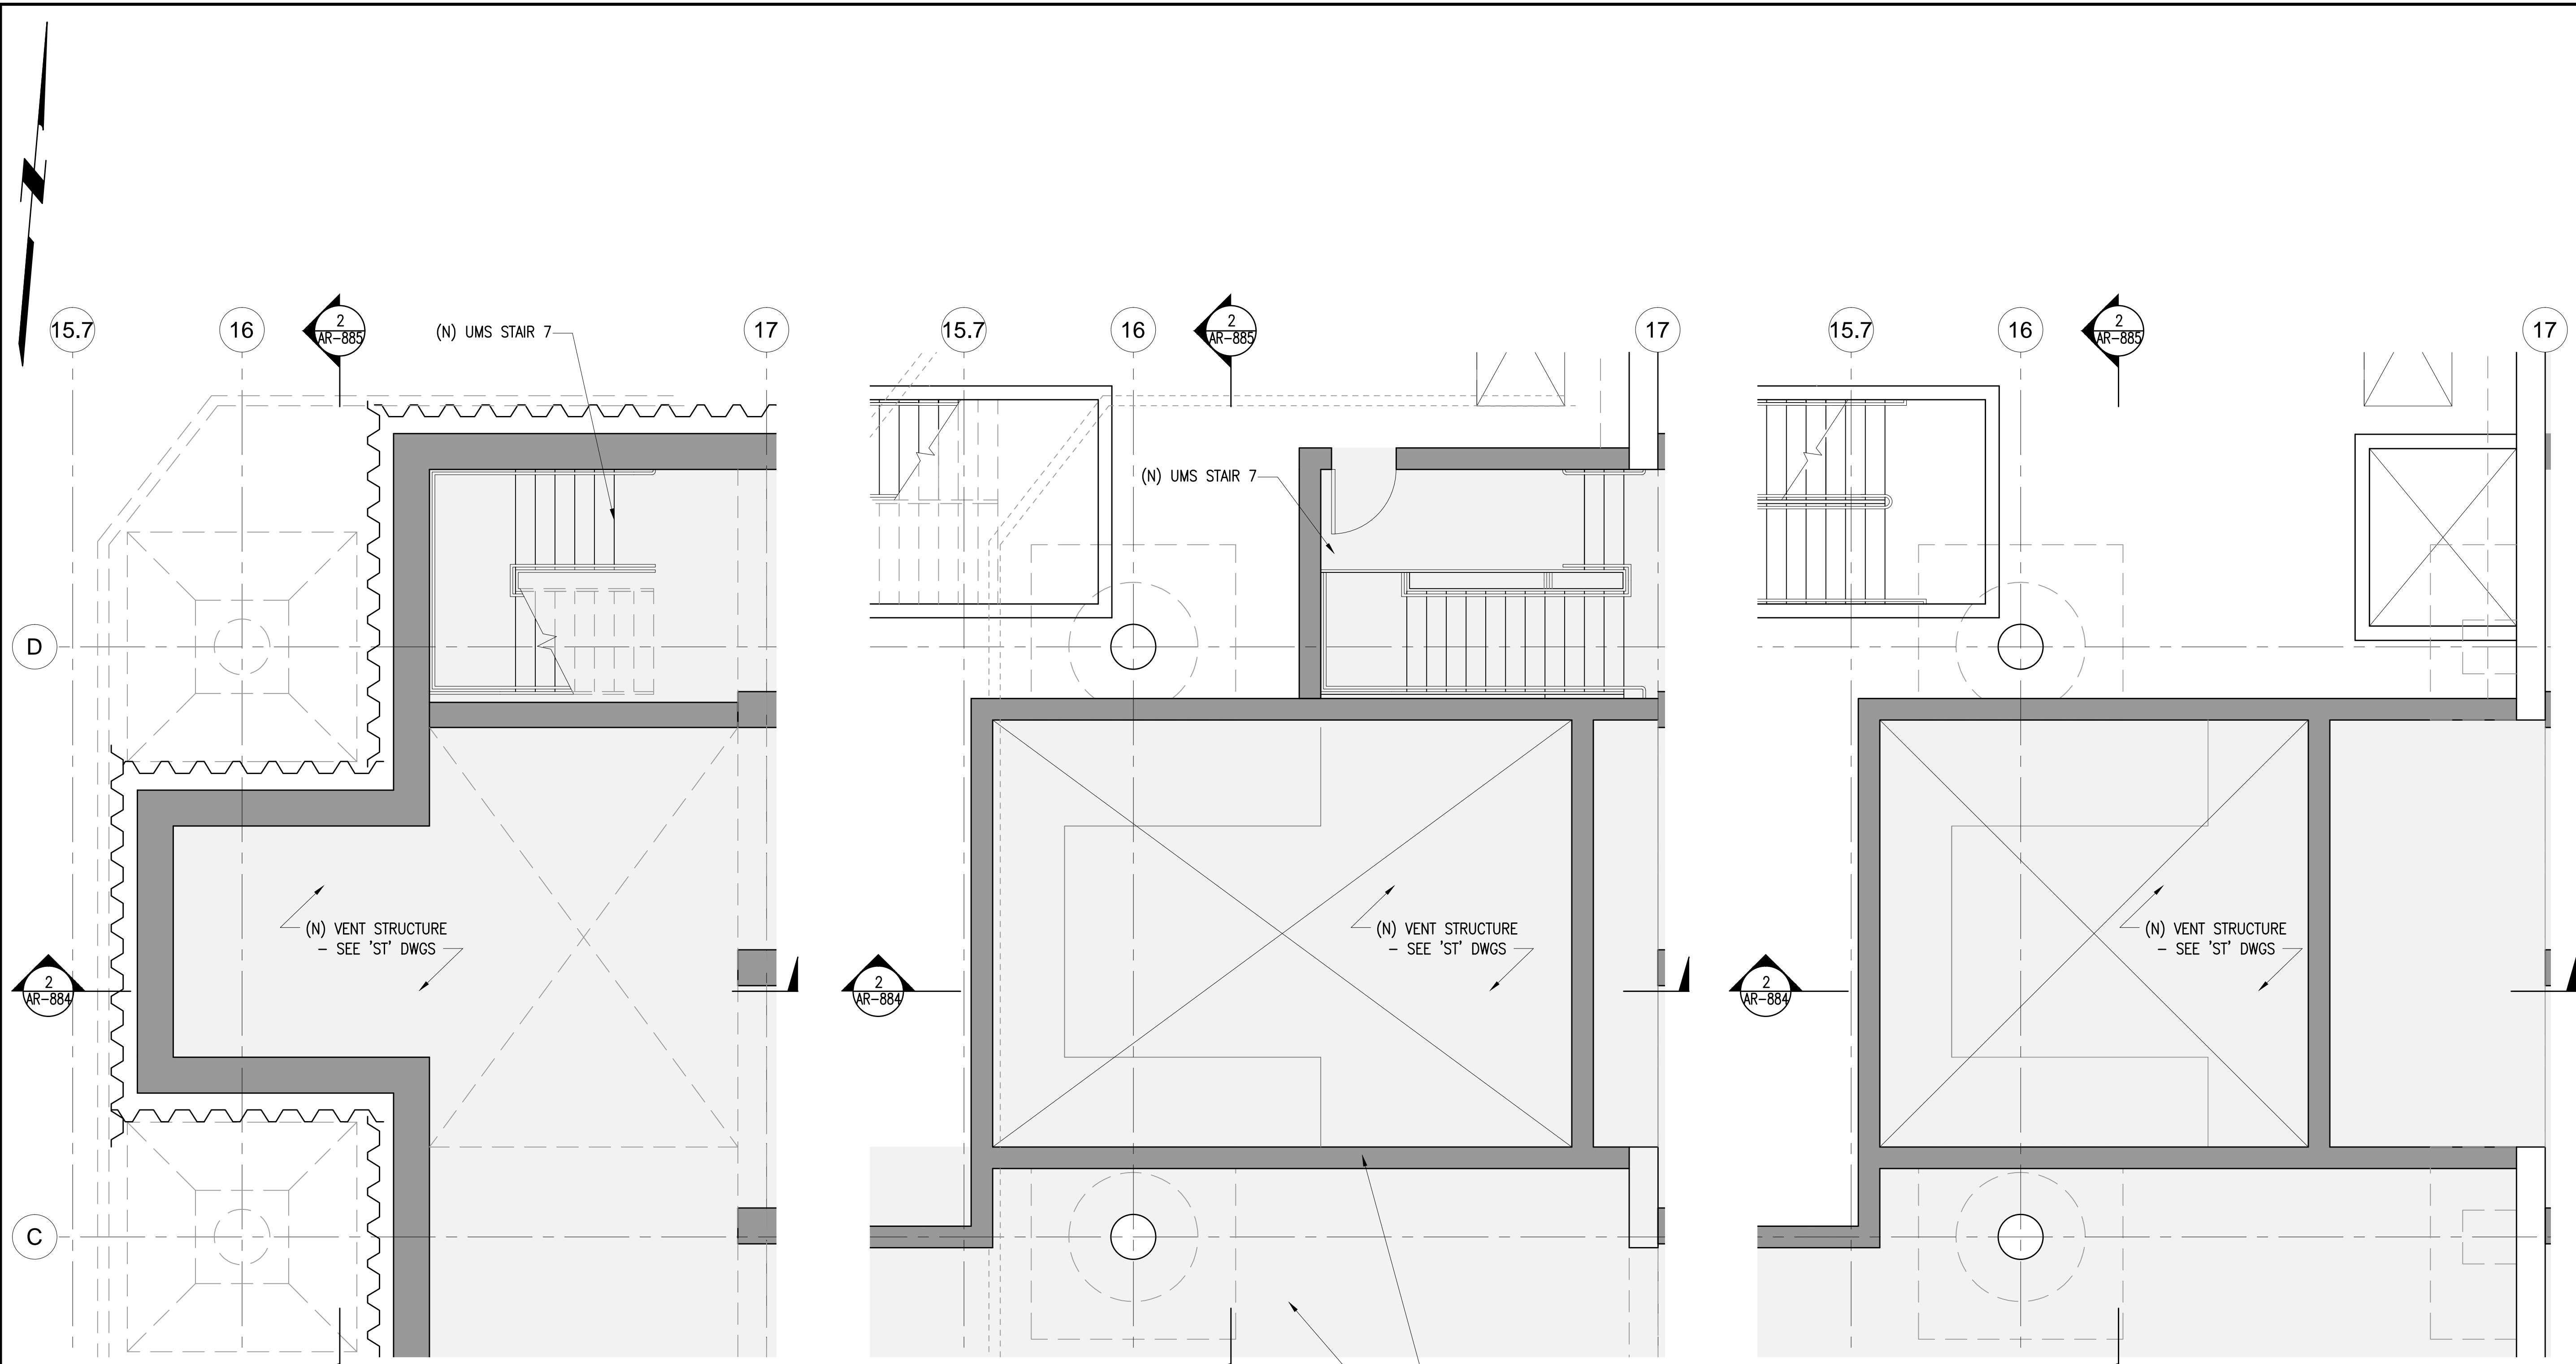 15.7
16
2
AR-885
(N) UMS STAIR 7
17
15.7
16
2
AR-885
17
15.7
16
2
AR-885
17
(N) UMS STAIR 7
D
(N) VENT STRUCTURE
- SEE 'ST' DWGS
(N) VENT STRUCTURE
- SEE 'ST' DWGS
(N) VENT STRUCTURE
- SEE 'ST' DWGS
2
AR-884
2
AR-884
2
AR-884
C